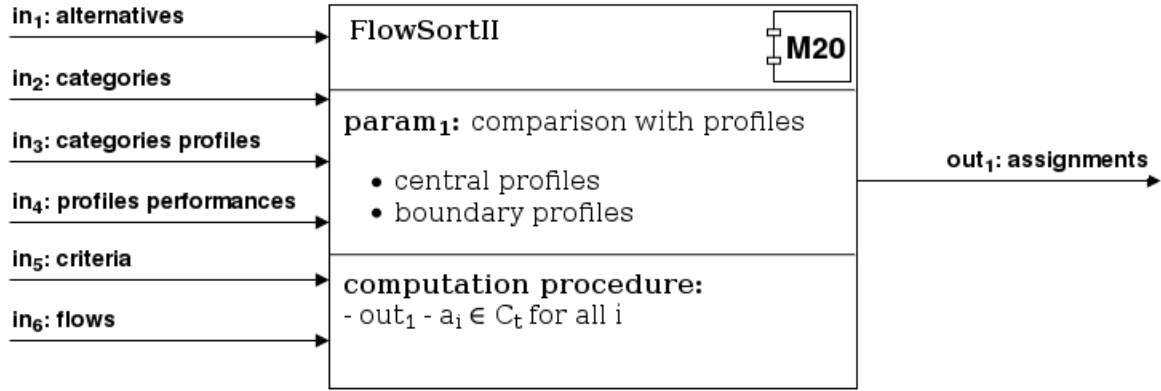 in₁: alternatives
in₂: categories
in₃: categories profiles
in₄: profiles performances
in₅: criteria
in₆: flows
FlowSortII
M20
param₁: comparison with profiles
• central profiles
• boundary profiles
computation procedure:
- out₁ - aᵢ ∈ Cₜ for all i
out₁: assignments